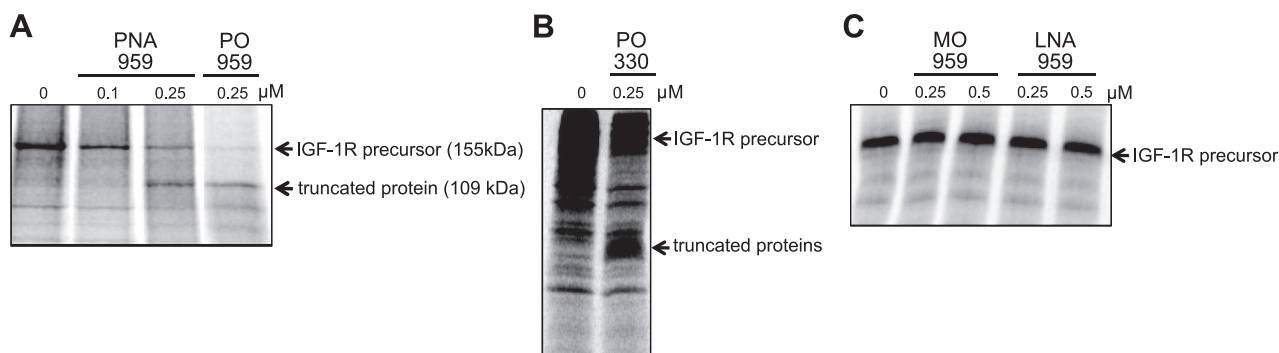 A
PNA
959
PO
959
0
0.1
0.25
0.25
µM
IGF-1R precursor (155kDa)
truncated protein (109 kDa)
B
PO
330
0
0.25
µM
IGF-1R precursor
truncated proteins
C
MO
959
LNA
959
0
0.25
0.5
0.25
0.5
µM
IGF-1R precursor